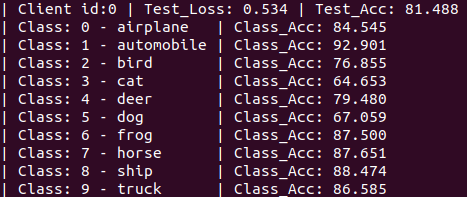 | Client id:0 | Test_Loss: 0.534 | Test_Acc: 81.488
| Class: 0 - airplane   | Class_Acc: 84.545
| Class: 1 - automobile | Class_Acc: 92.901
| Class: 2 - bird       | Class_Acc: 76.855
| Class: 3 - cat        | Class_Acc: 64.653
| Class: 4 - deer       | Class_Acc: 79.480
| Class: 5 - dog        | Class_Acc: 67.059
| Class: 6 - frog       | Class_Acc: 87.500
| Class: 7 - horse      | Class_Acc: 87.651
| Class: 8 - ship       | Class_Acc: 88.474
| Class: 9 - truck      | Class_Acc: 86.585